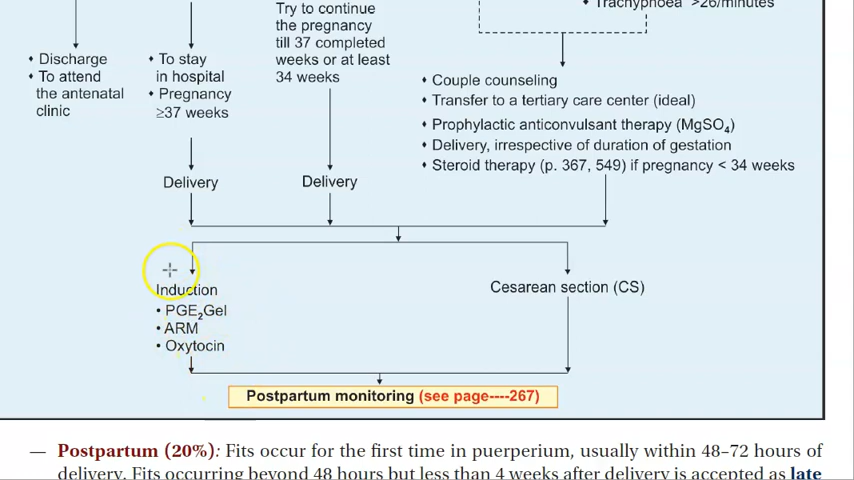 Try to continue
the pregnancy
till 37 completed
weeks or at least
34 weeks
Trachyphoea >26/minutes
• Discharge
• To attend
the antenatal
clinic
• To stay
in hospital
• Pregnancy
≥37 weeks
• Couple counseling
• Transfer to a tertiary care center (ideal)
• Prophylactic anticonvulsant therapy (MgSO₄)
• Delivery, irrespective of duration of gestation
• Steroid therapy (p. 367, 549) if pregnancy < 34 weeks
Delivery
Delivery
Induction
• PGE₂Gel
• ARM
• Oxytocin
Cesarean section (CS)
Postpartum monitoring (see page----267)
— Postpartum (20%): Fits occur for the first time in puerperium, usually within 48–72 hours of
delivery. Fits occurring beyond 48 hours but less than 4 weeks after delivery is accepted as late